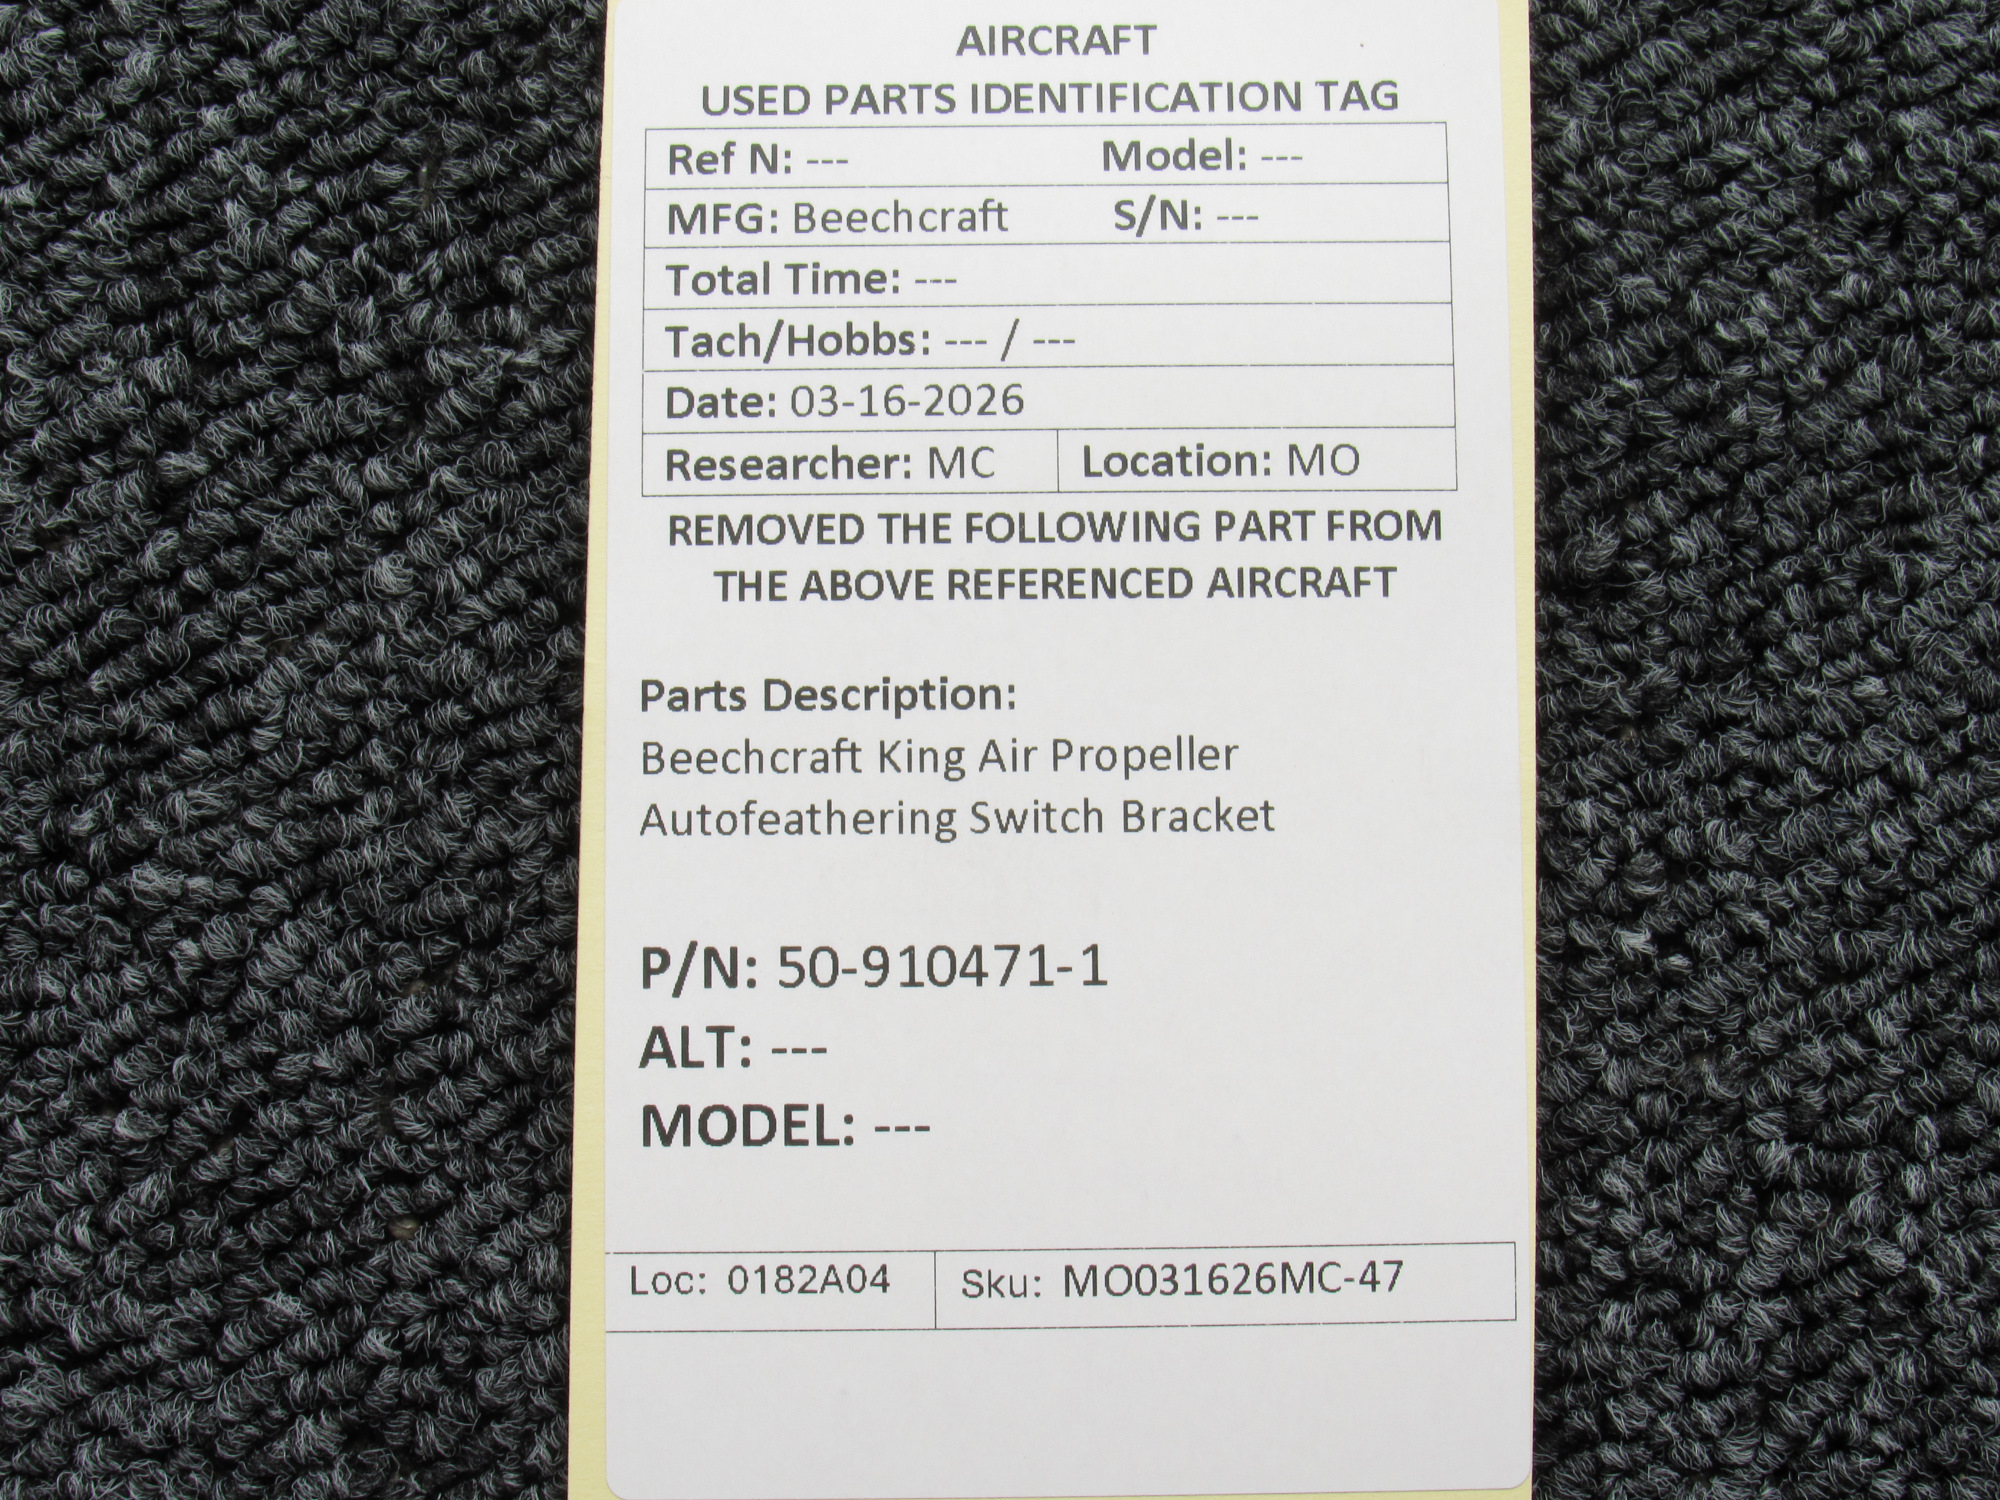 AIRCRAFT
USED PARTS IDENTIFICATION TAG
Ref N: --- Model: ---
MFG: Beechcraft S/N: ---
Total Time: ---
Tach/Hobbs: --- / ---
Date: 03-16-2026
Researcher: MC Location: MO
REMOVED THE FOLLOWING PART FROM
THE ABOVE REFERENCED AIRCRAFT
Parts Description:
Beechcraft King Air Propeller
Autofeathering Switch Bracket
P/N: 50-910471-1
ALT: ---
MODEL: ---
Loc: 0182A04 Sku: MO031626MC-47